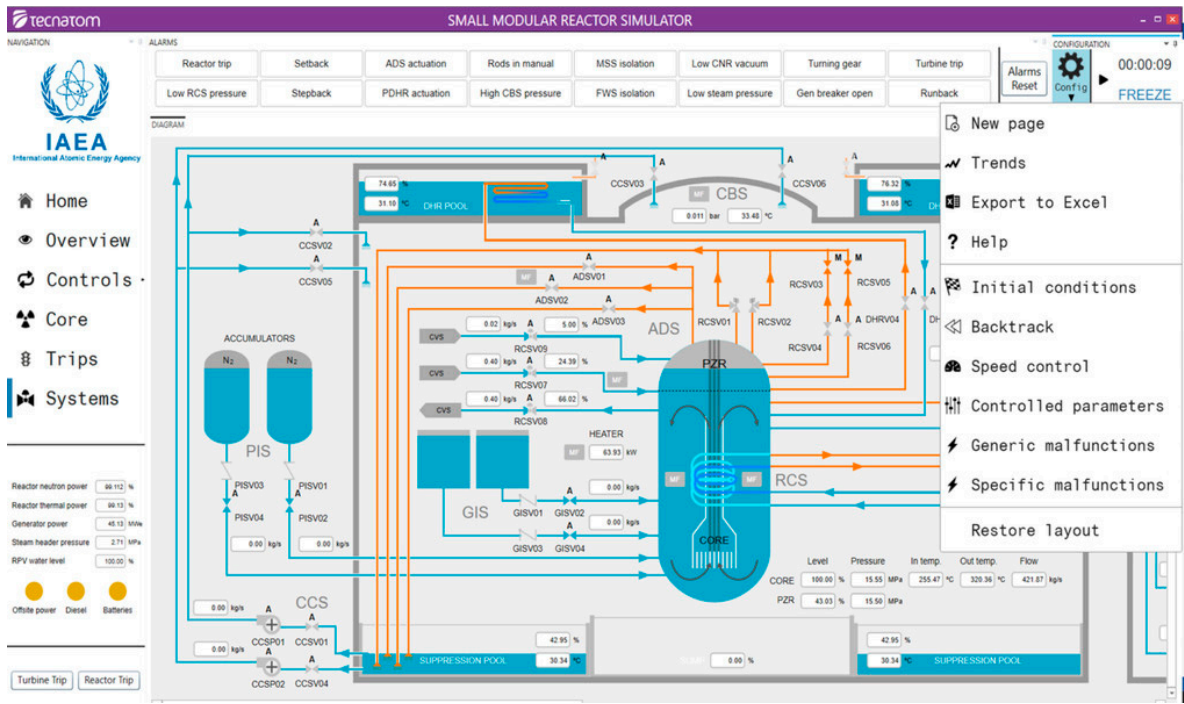 tecnatom
SMALL MODULAR REACTOR SIMULATOR
NAVIGATION
ALARMS
CONFIGURATION
Reactor trip
Setback
ADS actuation
Rods in manual
MSS isolation
Low CNR vacuum
Turning gear
Turbine trip
Low RCS pressure
Stepback
PDHR actuation
High CBS pressure
FWS isolation
Low steam pressure
Gen breaker open
Runback
Alarms
Reset
Config
00:00:09
FREEZE
IAEA
International Atomic Energy Agency
Home
Overview
Controls
Core
Trips
Systems
Reactor neutron power 99.112 %
Reactor thermal power 99.13 %
Generator power 45.13 MWe
Steam header pressure 2.71 MPa
RPV water level 100.00 %
Offsite power Diesel Batteries
Turbine Trip Reactor Trip
New page
Trends
Export to Excel
Help
Initial conditions
Backtrack
Speed control
Controlled parameters
Generic malfunctions
Specific malfunctions
Restore layout
DIAGRAM
74.65 %
31.10 °C
DHR POOL
A
A
A
CCSV03
CCSV06
MF CBS
0.011 bar 33.48 °C
A
76.32 %
31.08 °C
DH
A
CCSV02
A
CCSV05
A
ADSV01
MF
A
ADSV02
A
ADSV03
ADS
M M
RCSV03
RCSV05
RCSV01
RCSV02
A A DHRV04
RCSV04
RCSV06
A A
DH
ACCUMULATORS
N2
N2
PIS
CVS
0.02 kg/s A 5.00 %
RCSV09
CVS
0.40 kg/s A 24.39 %
RCSV07
MF
CVS
0.40 kg/s A 66.02 %
RCSV08
PZR
HEATER
MF 63.93 kW
MF
MF
RCS
CORE
PISV03
PISV01
A
A
PISV04
PISV02
0.00 kg/s
0.00 kg/s
GIS
A 0.00 kg/s
GISV01 GISV02
A 0.00 kg/s
GISV03 GISV04
Level Pressure In temp. Out temp. Flow
CORE 100.00 % 15.55 MPa 255.47 °C 320.36 °C 421.87 kg/s
PZR 43.03 % 15.50 MPa
CCS
0.00 kg/s A A
CCSP01 CCSV01
0.00 kg/s A A
CCSP02 CCSV04
42.95 %
SUPPRESSION POOL 30.34 °C
0.00 %
42.95 %
30.34 °C SUPPRESSION POOL